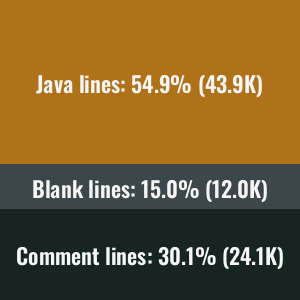 Java lines: 54.9% (43.9K)
Blank lines: 15.0% (12.0K)
Comment lines: 30.1% (24.1K)